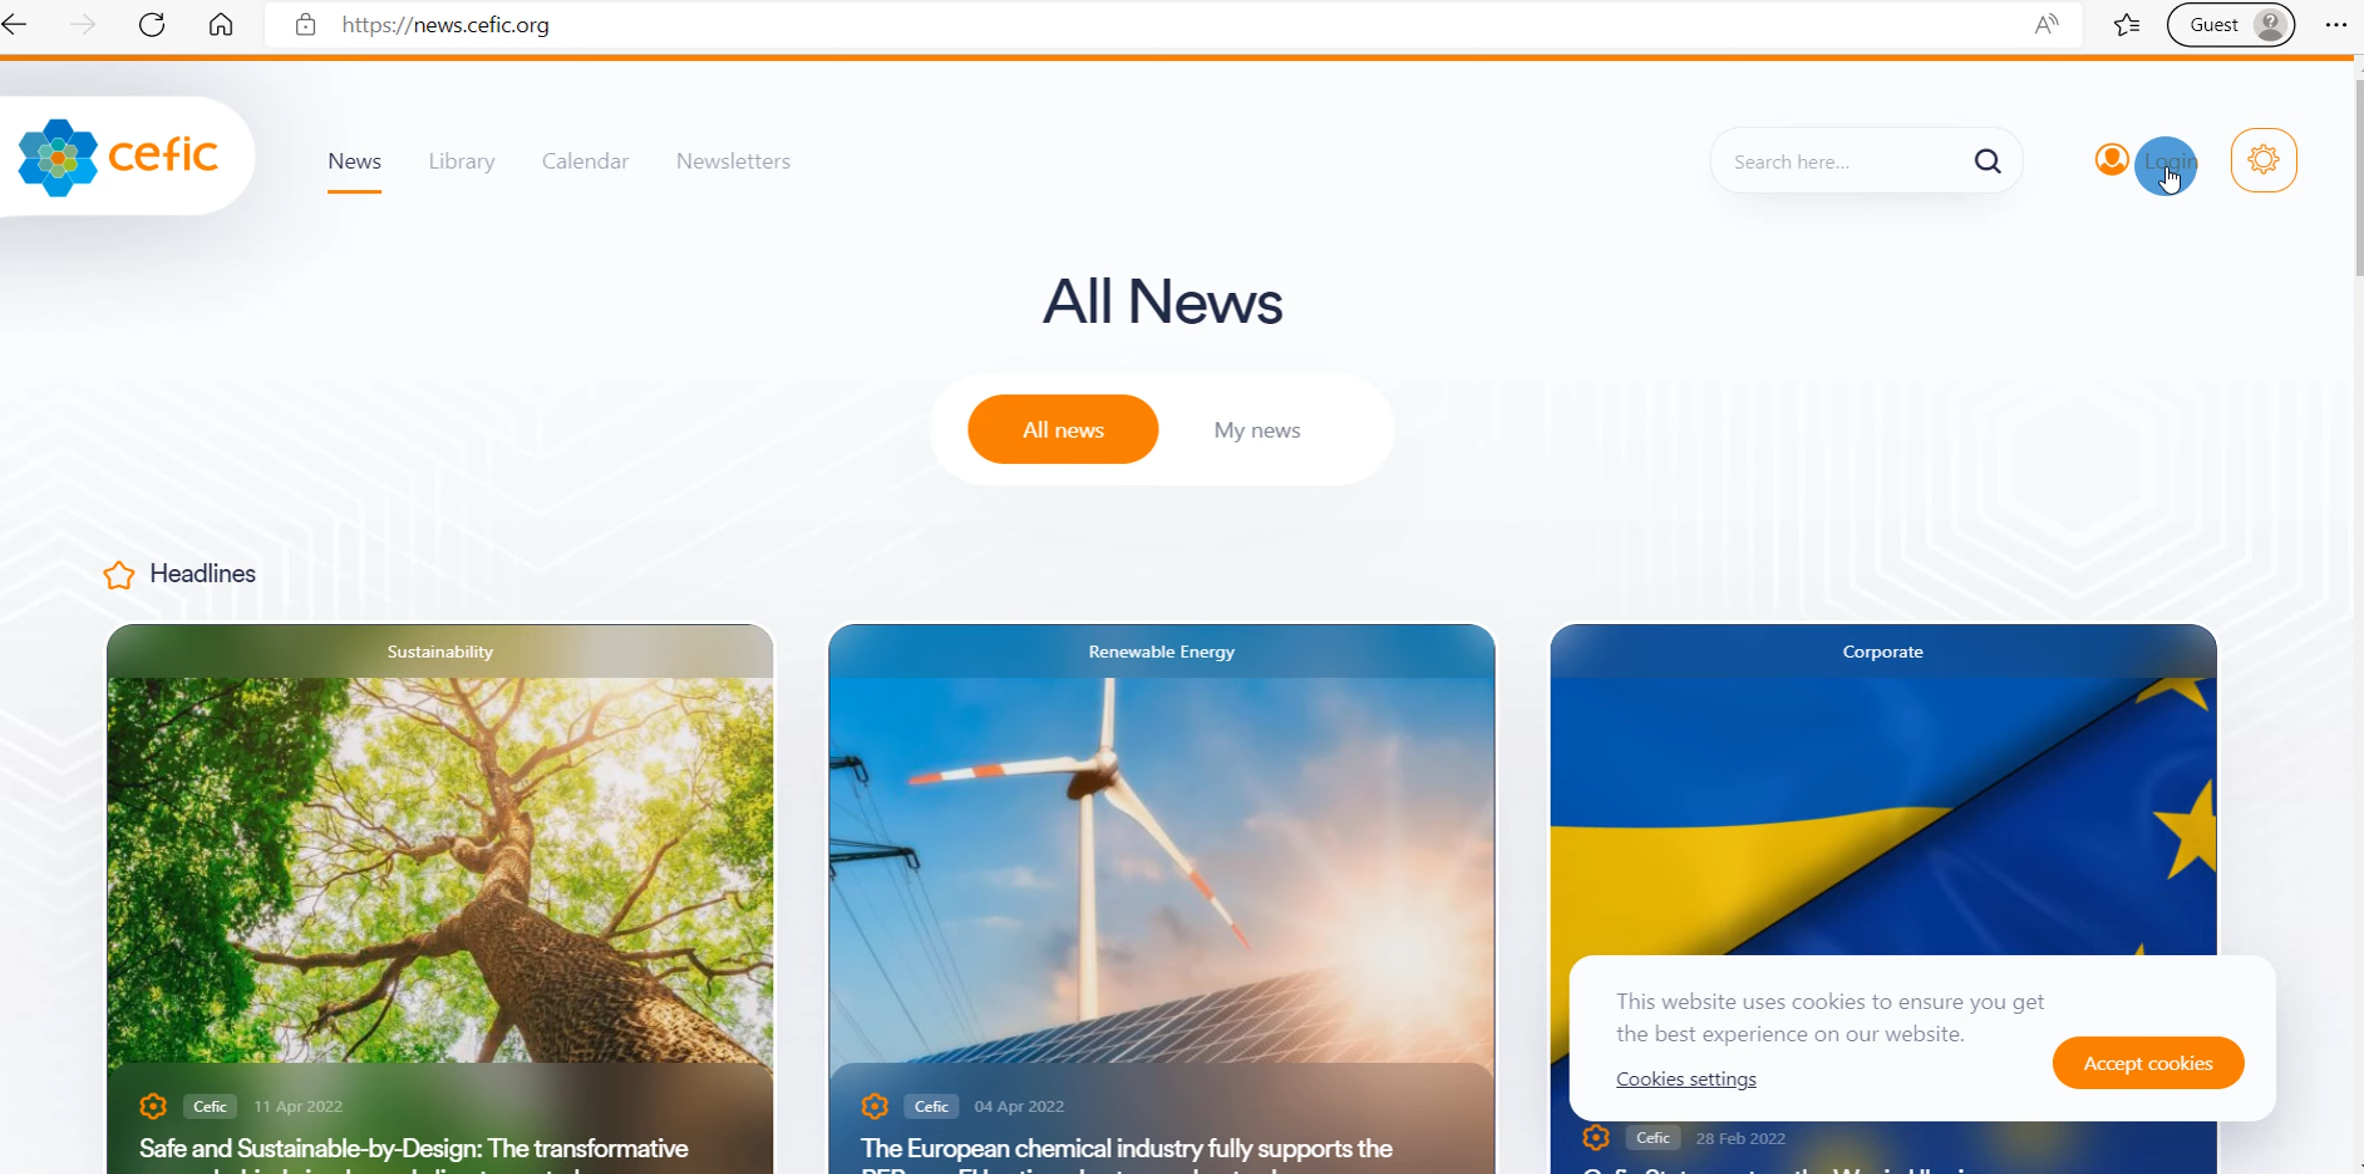 https://news.cefic.org
Guest
cefic
News Library Calendar Newsletters
Search here...
Login
All News
All news My news
Headlines
Sustainability
Renewable Energy
Corporate
This website uses cookies to ensure you get
the best experience on our website.
Cookies settings
Accept cookies
Cefic 11 Apr 2022
Safe and Sustainable-by-Design: The transformative
Cefic 04 Apr 2022
The European chemical industry fully supports the
Cefic 28 Feb 2022